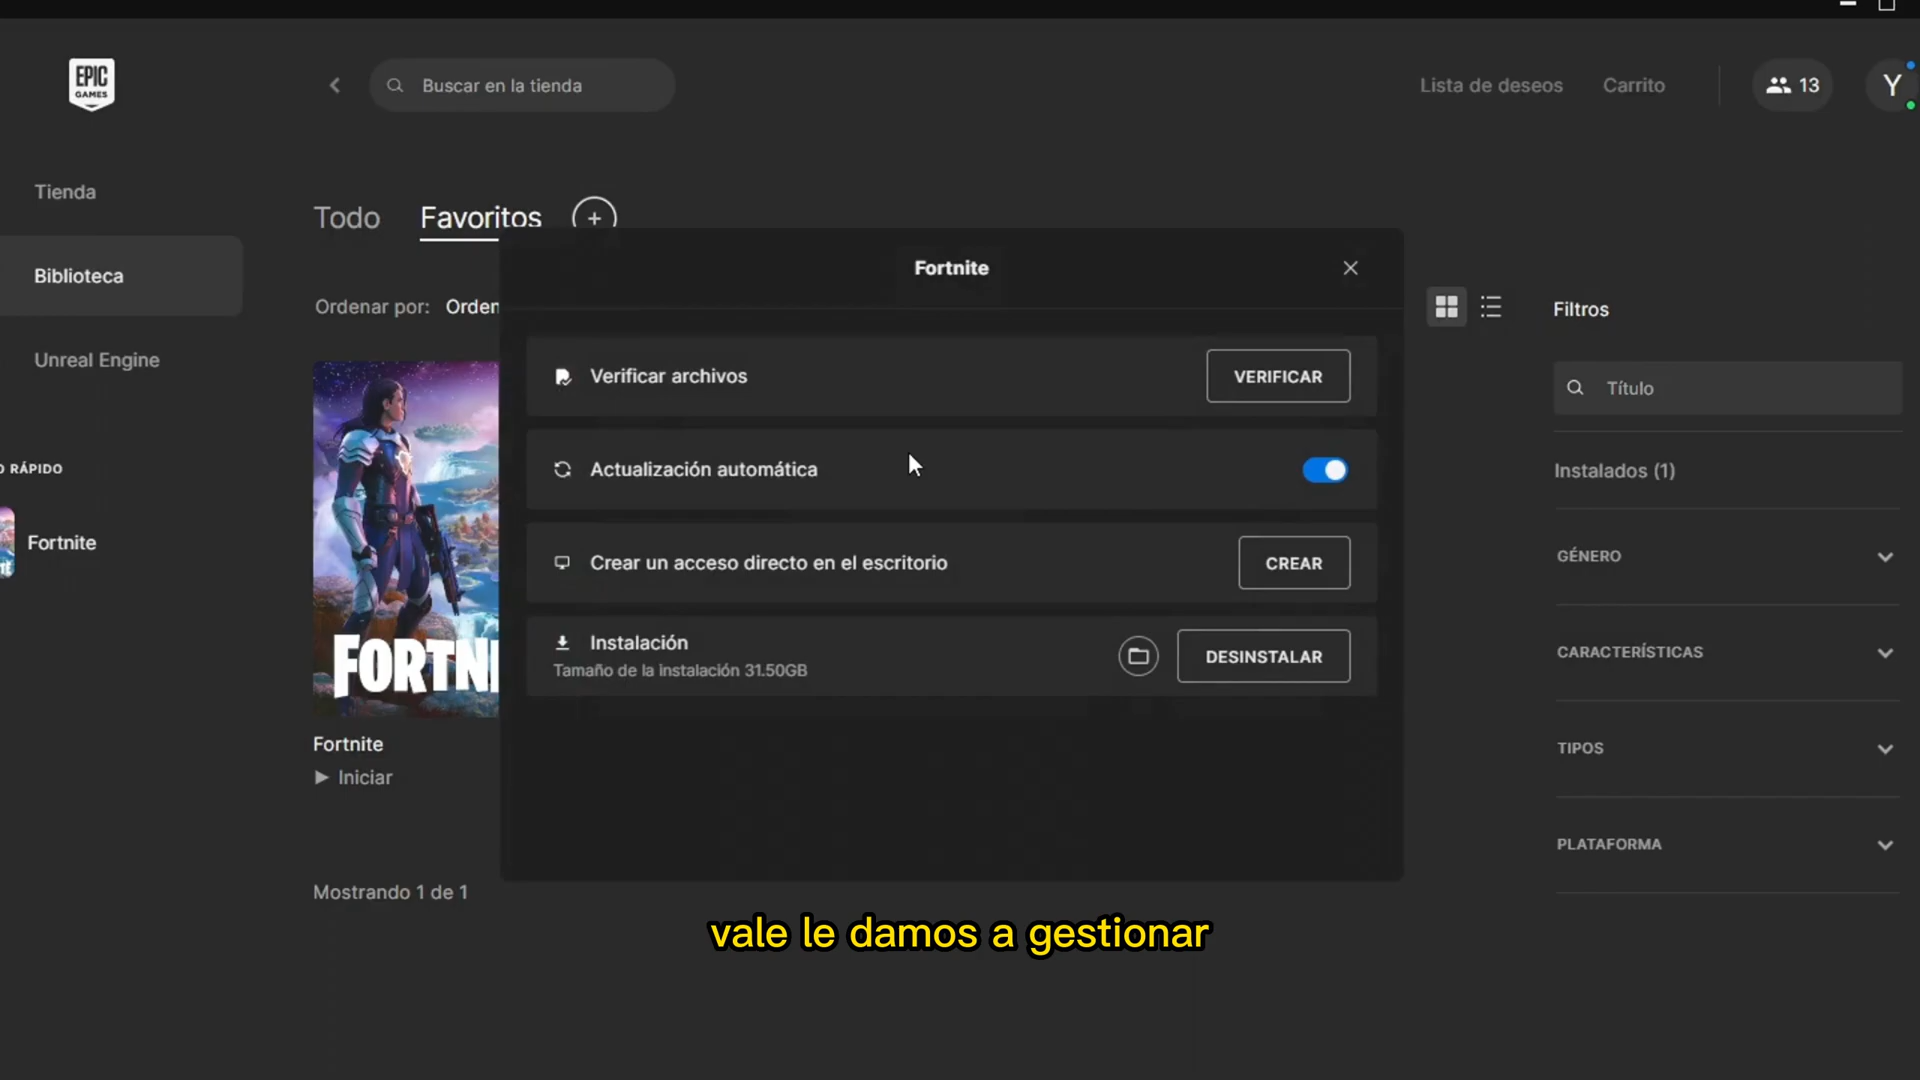 EPIC
GAMES
Buscar en la tienda
Lista de deseos
Carrito
13
Y
Tienda
Biblioteca
Unreal Engine
O RÁPIDO
Fortnite
Todo
Favoritos
Ordenar por: Orden
FORTNI
Fortnite
Iniciar
Mostrando 1 de 1
Fortnite
Verificar archivos
VERIFICAR
Actualización automática
Crear un acceso directo en el escritorio
CREAR
Instalación
Tamaño de la instalación 31.50GB
DESINSTALAR
Filtros
Título
Instalados (1)
GÉNERO
CARACTERÍSTICAS
TIPOS
PLATAFORMA
vale le damos a gestionar